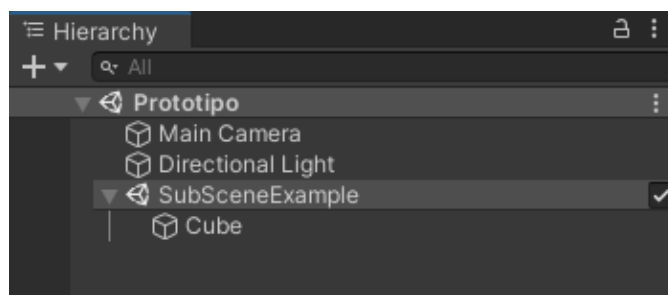 Hierarchy
All
Prototipo
Main Camera
Directional Light
SubSceneExample
Cube